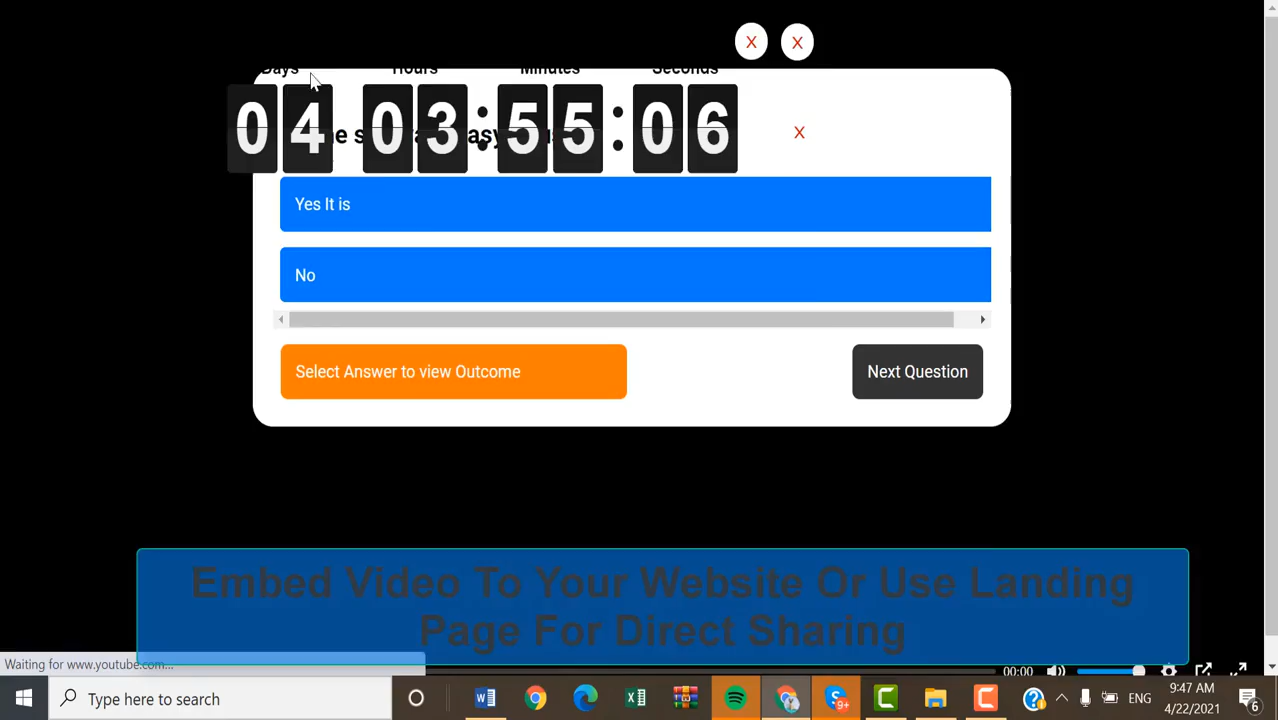 X X
Days Hours Minutes Seconds
04 03:55:06
X
Yes It is
No
Select Answer to view Outcome
Next Question
Embed Video To Your Website Or Use Landing
Page For Direct Sharing
Waiting for www.youtube.com...
00:00
Type here to search
9+
ENG
9:47 AM
4/22/2021
6